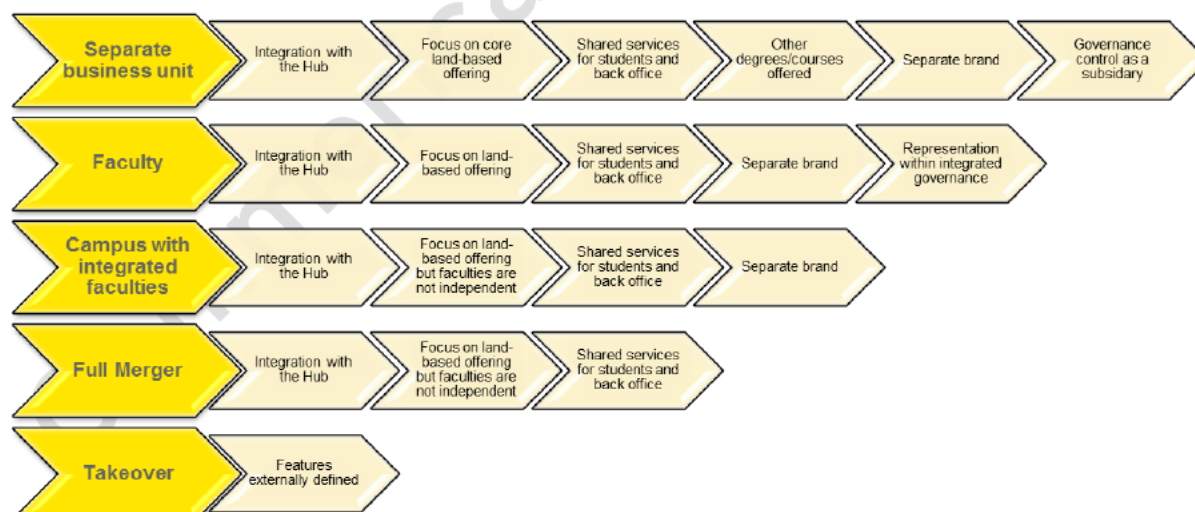 Separate
business unit
Integration with
the Hub
Focus on core
land-based
offering
Shared services
for students and
back office
Other
degrees/courses
offered
Separate brand
Governance
control as a
subsidary
Faculty
Integration with
the Hub
Focus on land-
based offering
Shared services
for students and
back office
Separate brand
Representation
within integrated
governance
Campus with
integrated
faculties
Integration with
the Hub
Focus on land-
based offering
but faculties are
not independent
Shared services
for students and
back office
Separate brand
Full Merger
Integration with
the Hub
Focus on land-
based offering
but faculties are
not independent
Shared services
for students and
back office
Takeover
Features
externally defined